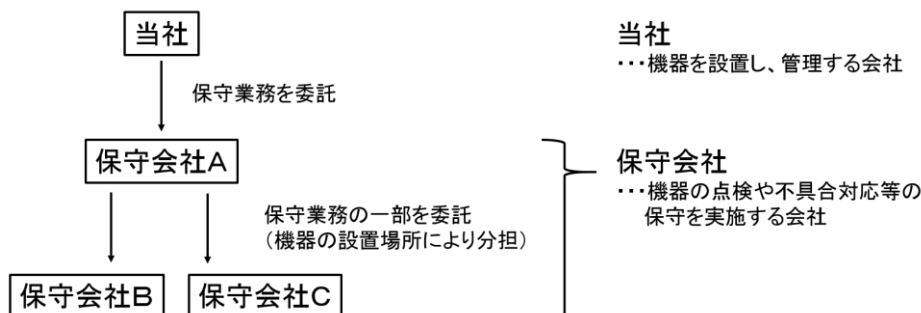 当社
保守業務を委託
保守会社A
保守業務の一部を委託
(機器の設置場所により分担)
保守会社B
保守会社C
当社
･･･機器を設置し、管理する会社
保守会社
･･･機器の点検や不具合対応等の
保守を実施する会社